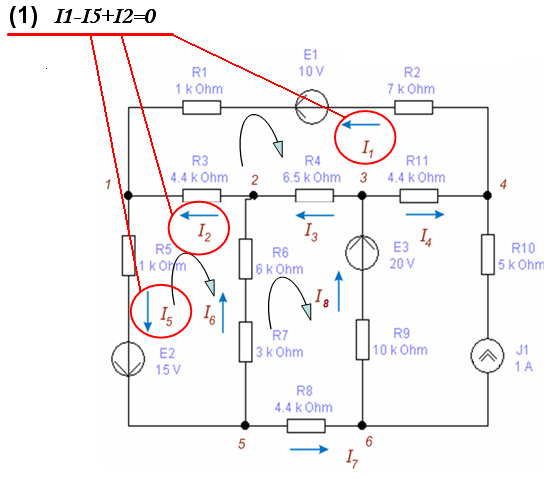 (1) I1-I5+I2=0
E1
10 V
R1
1 k Ohm
R2
7 k Ohm
I1
R3
4.4 k Ohm
R4
6.5 k Ohm
R11
4.4 k Ohm
1
2
3
4
I2
I3
I4
R5
1 k Ohm
R6
6 k Ohm
E3
20 V
R10
5 k Ohm
I5
I6
I8
R7
3 k Ohm
R9
10 k Ohm
E2
15 V
J1
1 A
R8
4.4 k Ohm
5
6
I7